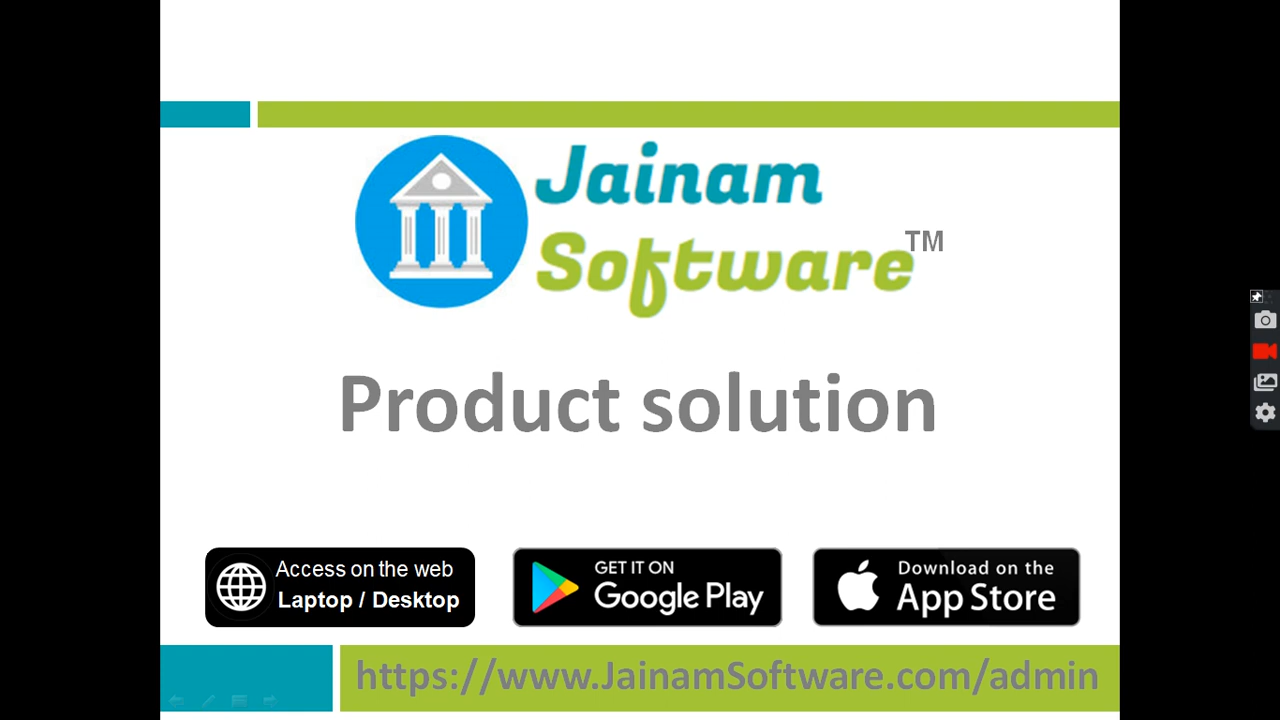 Jainam
Software™
Product solution
Access on the web
Laptop / Desktop
GET IT ON
Google Play
Download on the
App Store
https://www.JainamSoftware.com/admin